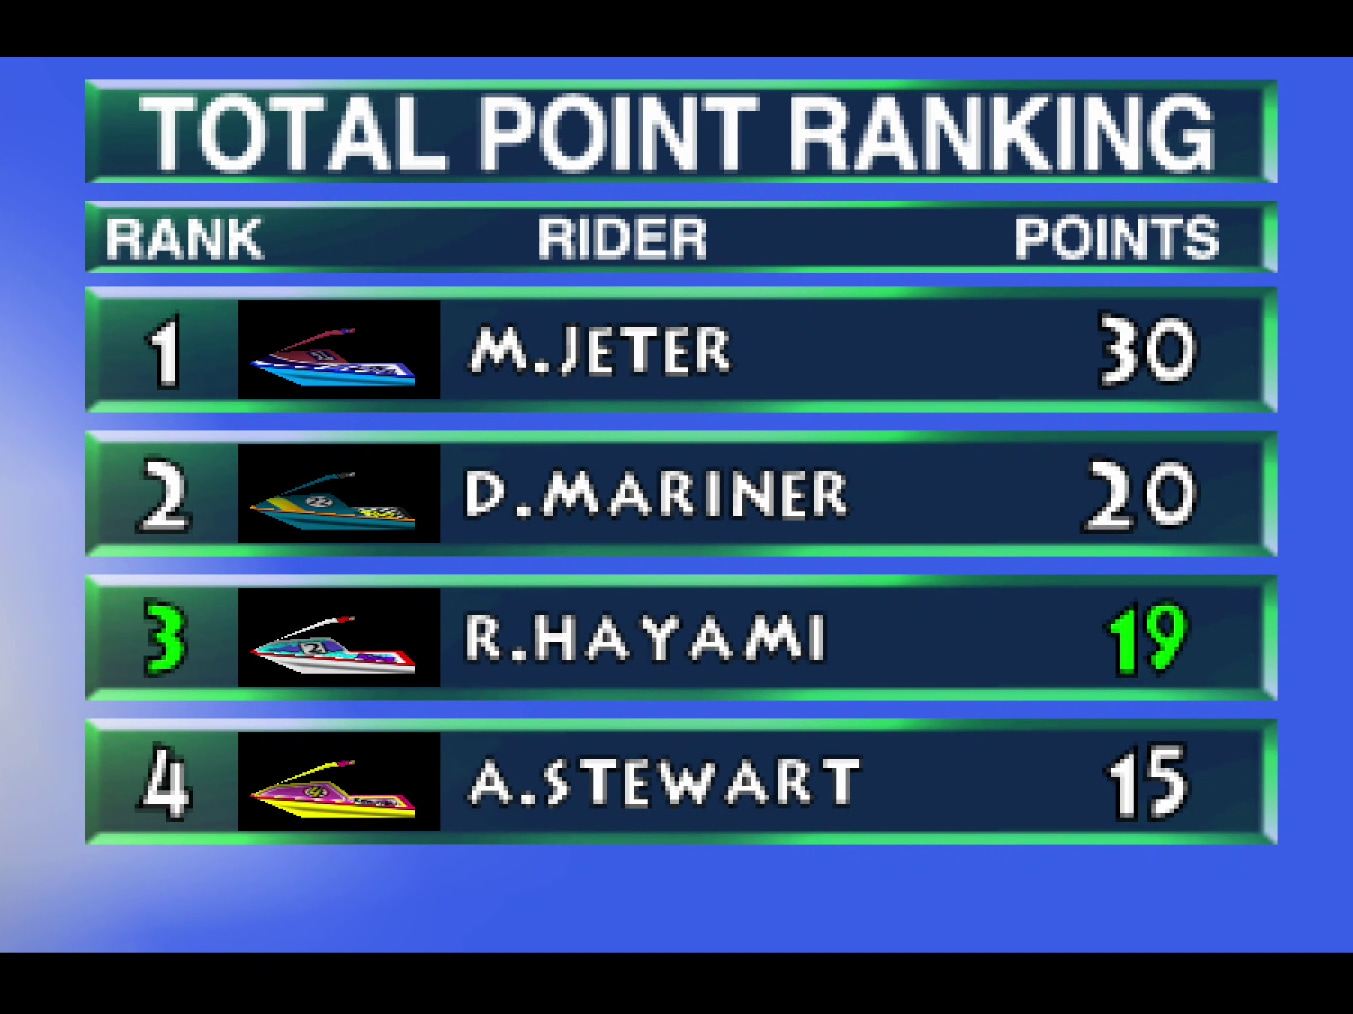 TOTAL POINT RANKING
RANK RIDER POINTS
1 M.JETER 30
2 D.MARINER 20
3 R.HAYAMI 19
4 A.STEWART 15